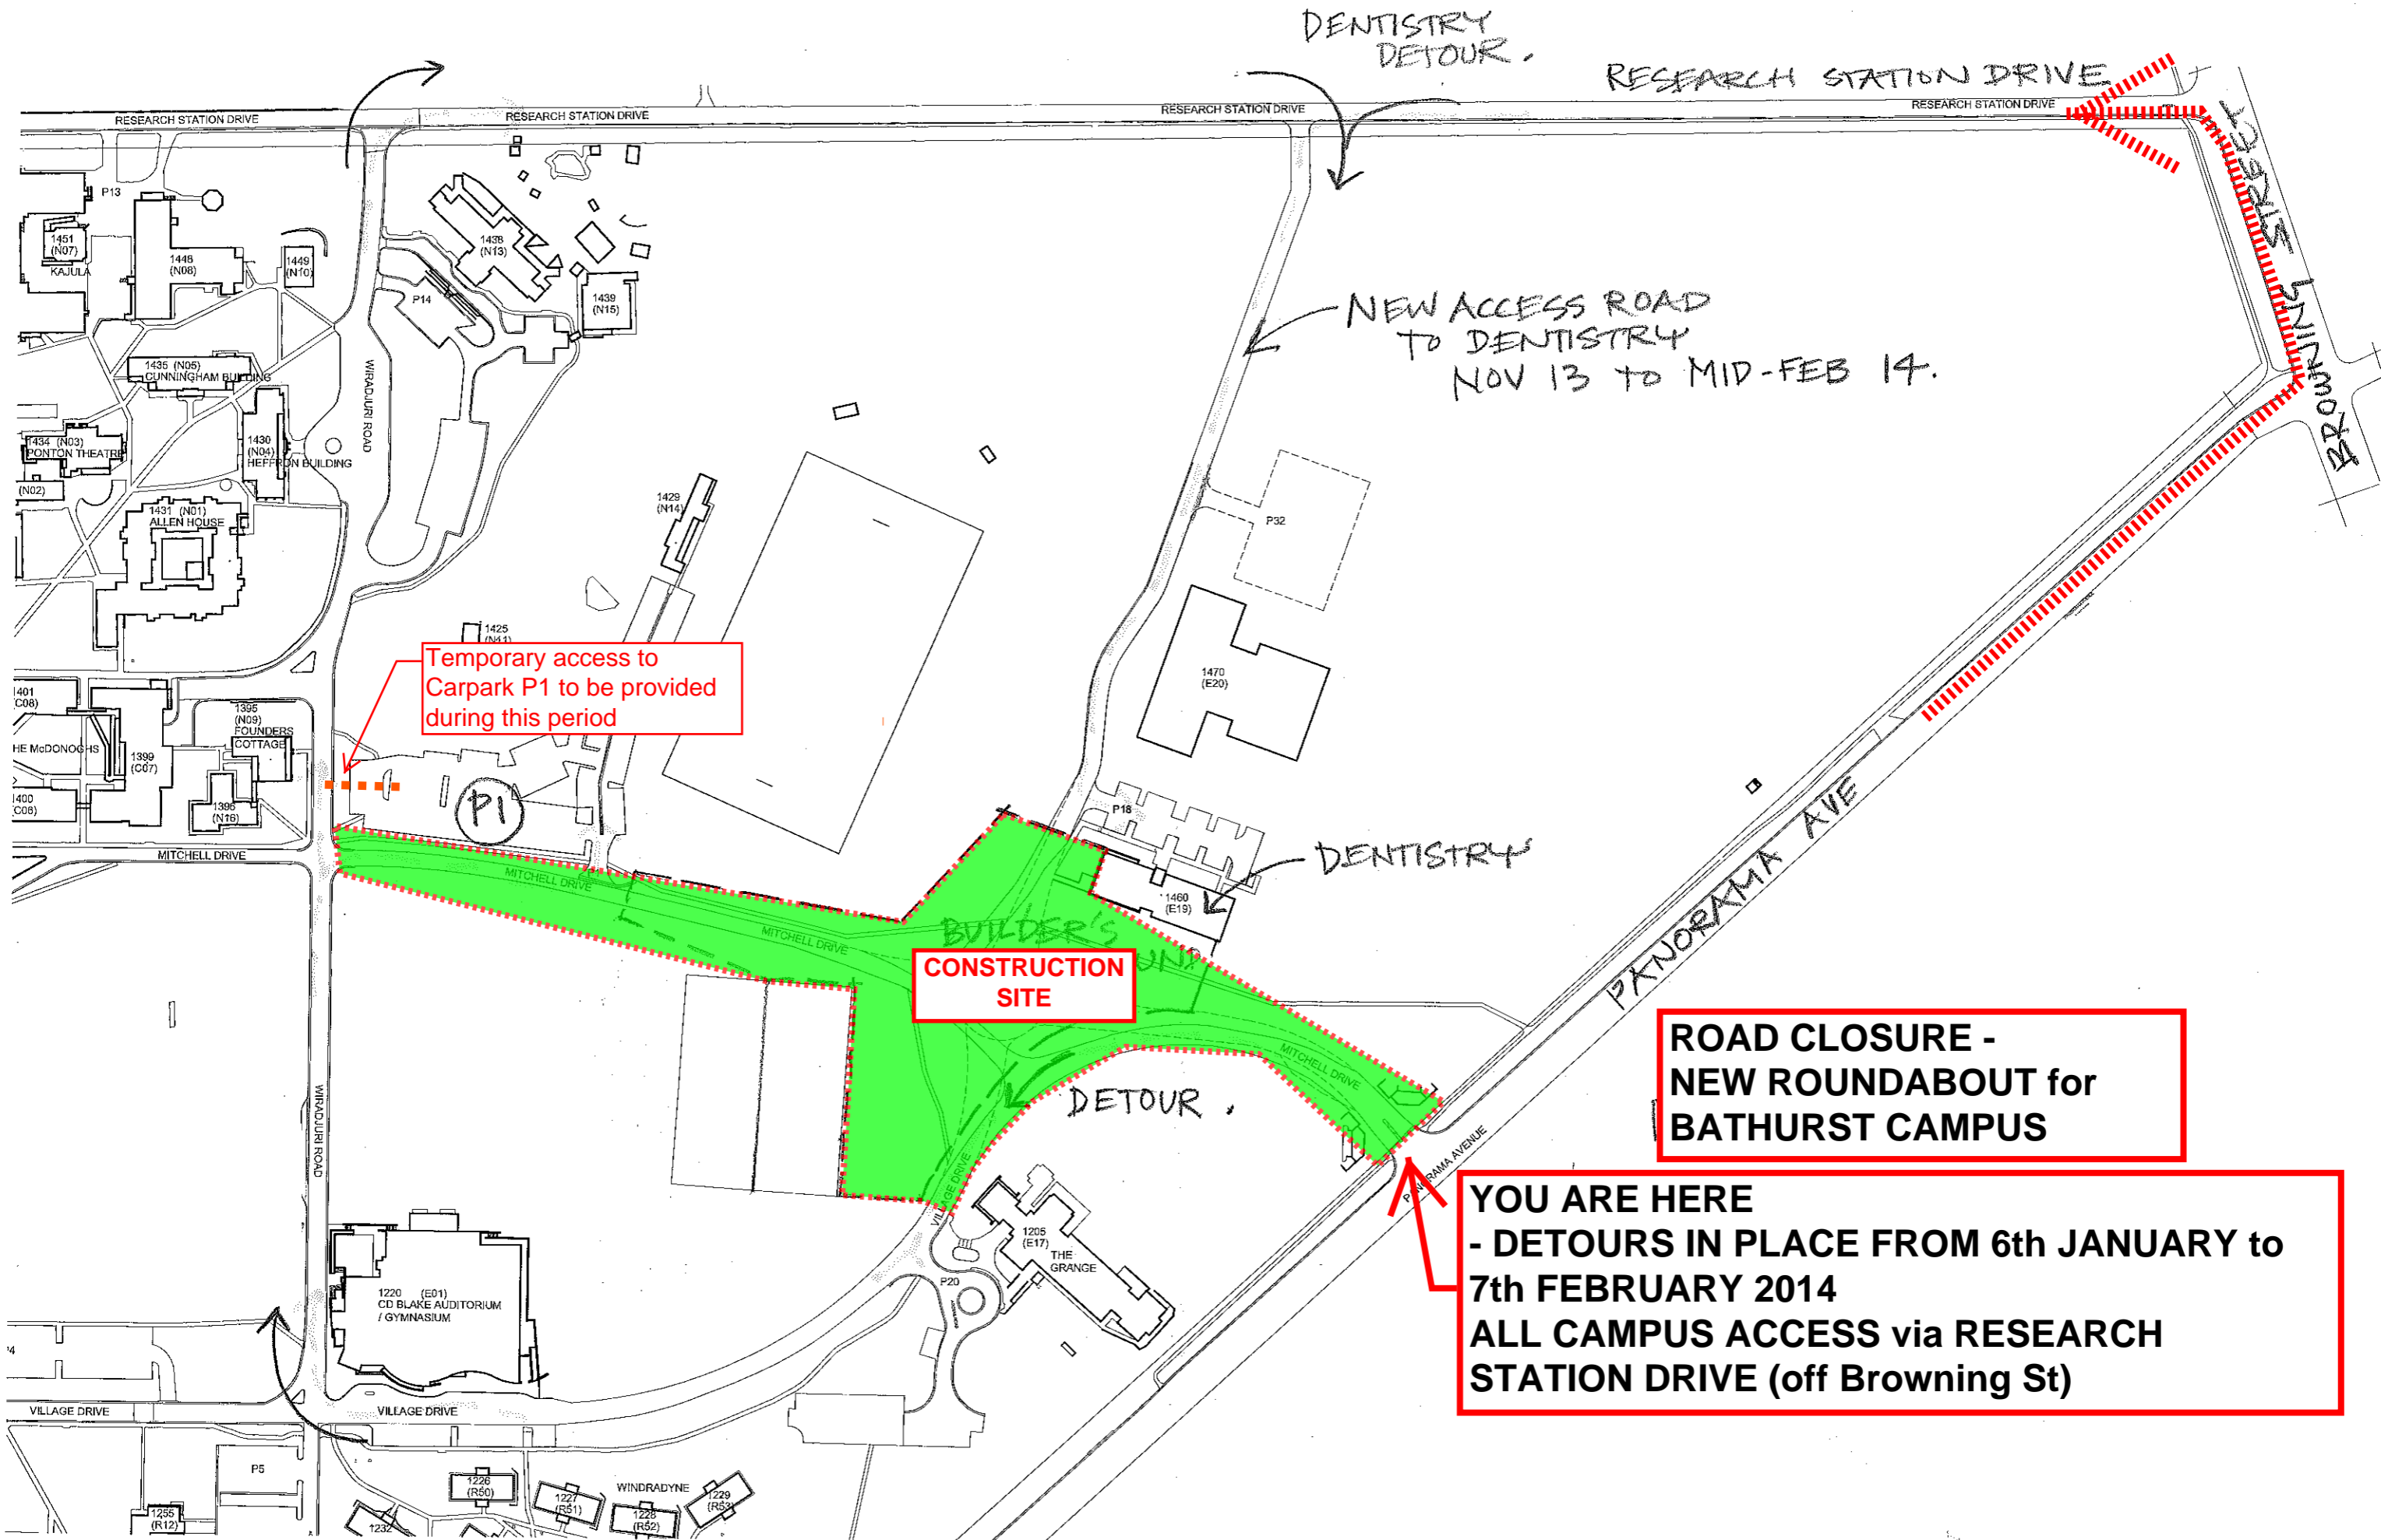 DENTISTRY
DETOUR.
RESEARCH STATION DRIVE
RESEARCH STATION DRIVE
RESEARCH STATION DRIVE
RESEARCH STATION DRIVE
RESEARCH STATION DRIVE
BROWNING STREET
P13
1451
(N07)
KAJULA
1448
(N08)
1449
(N10)
1438
(N13)
1439
(N15)
P14
WIRADJURI ROAD
NEW ACCESS ROAD
TO DENTISTRY
NOV 13 TO MID-FEB 14.
1435 (N05)
CUNNINGHAM BUILDING
1434 (N03)
PONTON THEATRE
1430
(N04)
HEFFRON BUILDING
(N02)
1431 (N01)
ALLEN HOUSE
1429
(N14)
P32
1425
(N11)
Temporary access to
Carpark P1 to be provided
during this period
1470
(E20)
1401
(C08)
HE McDONOGHS
1399
(C07)
1395
(N09)
FOUNDERS
COTTAGE
1400
(C06)
1396
(N16)
P1
P18
PANORAMA AVE
MITCHELL DRIVE
MITCHELL DRIVE
MITCHELL DRIVE
DENTISTRY
1460
(E19)
BUILDER'S
CONSTRUCTION
SITE
MITCHELL DRIVE
DETOUR.
ROAD CLOSURE -
NEW ROUNDABOUT for
BATHURST CAMPUS
PANORAMA AVENUE
YOU ARE HERE
- DETOURS IN PLACE FROM 6th JANUARY to
7th FEBRUARY 2014
ALL CAMPUS ACCESS via RESEARCH
STATION DRIVE (off Browning St)
WIRADJURI ROAD
VILLAGE DRIVE
1205
(E17)
THE
GRANGE
P20
1220 (E01)
CD BLAKE AUDITORIUM
/ GYMNASIUM
VILLAGE DRIVE
VILLAGE DRIVE
P5
1255
(R12)
1226
(R50)
1227
(R51)
WINDRADYNE
1228
(R52)
1229
(R53)
1232